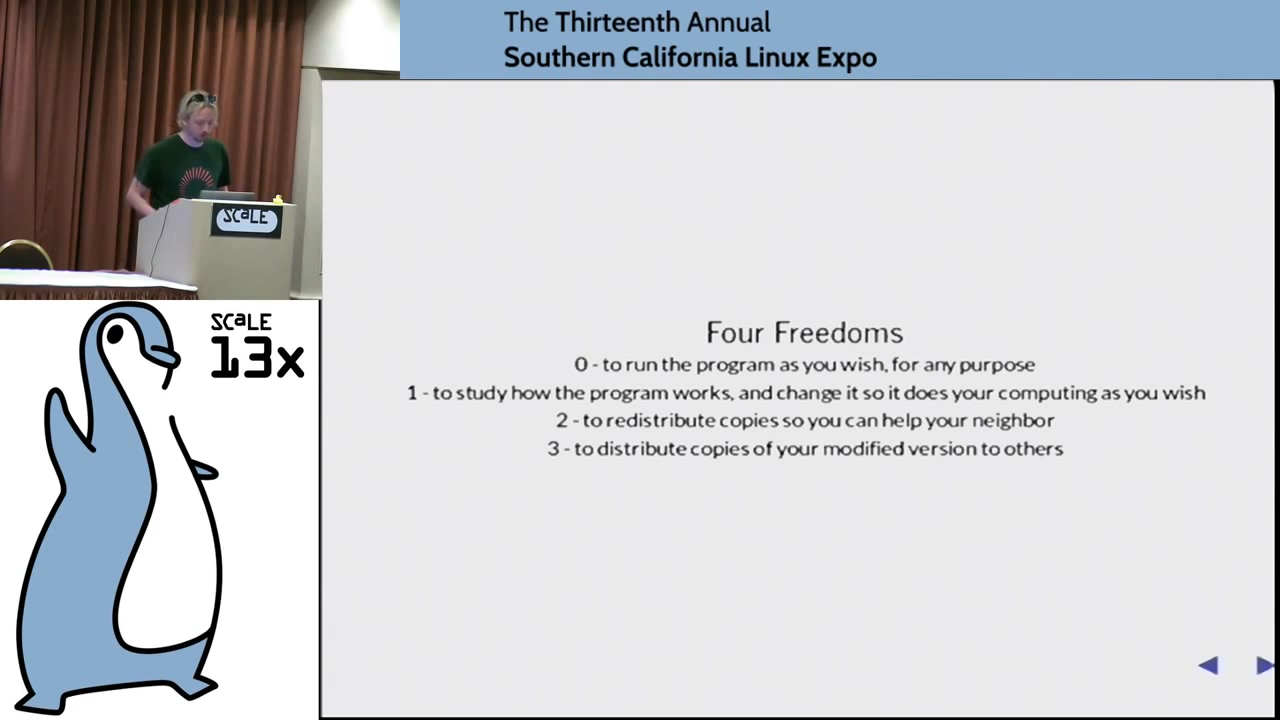 The Thirteenth Annual
Southern California Linux Expo
SCaLE
SCaLE
13x
Four Freedoms
0 - to run the program as you wish, for any purpose
1 - to study how the program works, and change it so it does your computing as you wish
2 - to redistribute copies so you can help your neighbor
3 - to distribute copies of your modified version to others